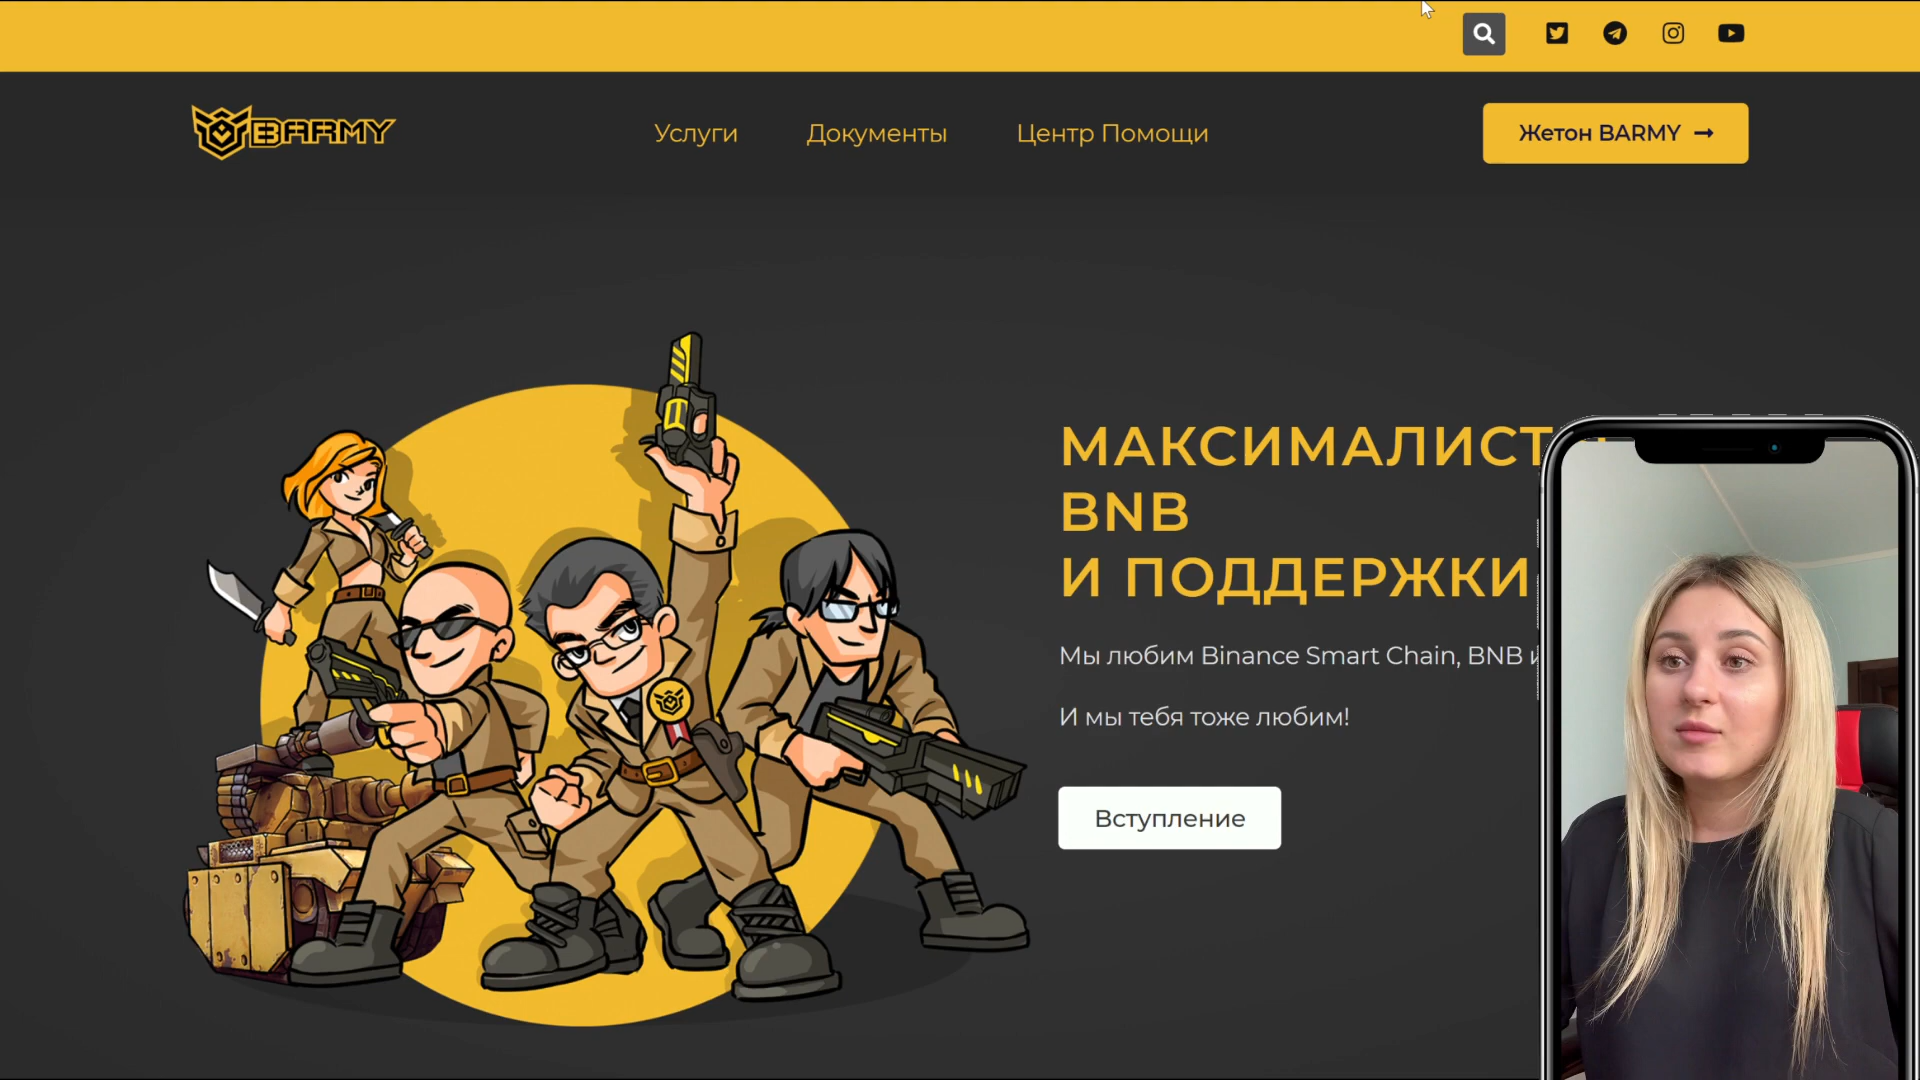 BARMY
Услуги
Документы
Центр Помощи
Жетон BARMY
МАКСИМАЛИСТ
BNB
И ПОДДЕРЖКИ
Мы любим Binance Smart Chain, BNB и
И мы тебя тоже любим!
Вступление